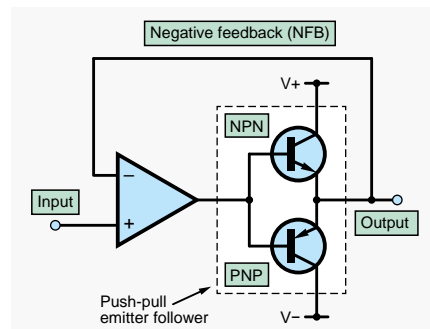 Negative feedback (NFB)
V+
NPN
−
Input
+
Output
PNP
Push-pull
emitter follower
V−